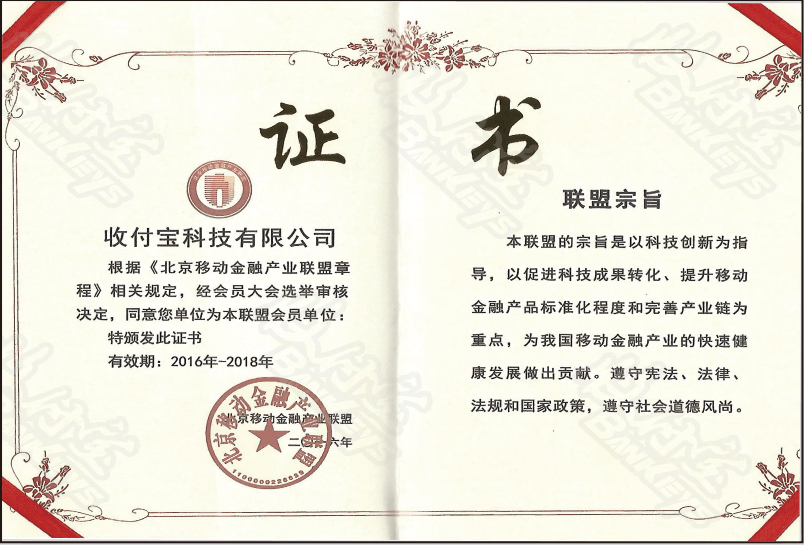 证 书
收付宝科技有限公司
根据《北京移动金融产业联盟章
程》相关规定，经会员大会选举审核
决定，同意您单位为本联盟会员单位：
特颁发此证书
有效期：2016年-2018年
北京移动金融产业联盟
二〇一六年
北京移动金融产业联盟
联盟宗旨
本联盟的宗旨是以科技创新为指
导，以促进科技成果转化、提升移动
金融产品标准化程度和完善产业链为
重点，为我国移动金融产业的快速健
康发展做出贡献。遵守宪法、法律、
法规和国家政策，遵守社会道德风尚。